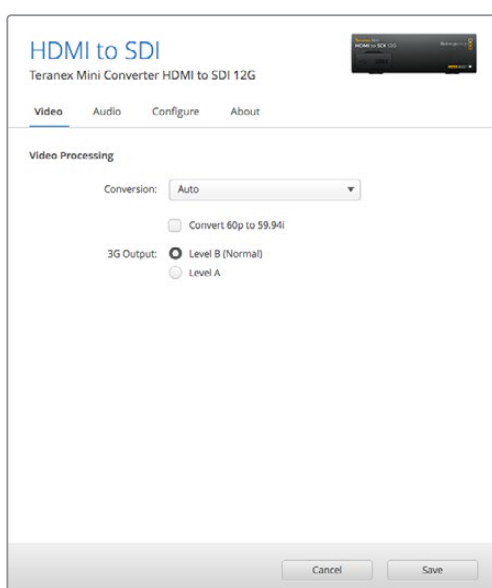 HDMI to SDI
Teranex Mini Converter HDMI to SDI 12G
Video Audio Configure About
Video Processing
Conversion: Auto
Convert 60p to 59.94i
3G Output: Level B (Normal)
Level A
Cancel Save